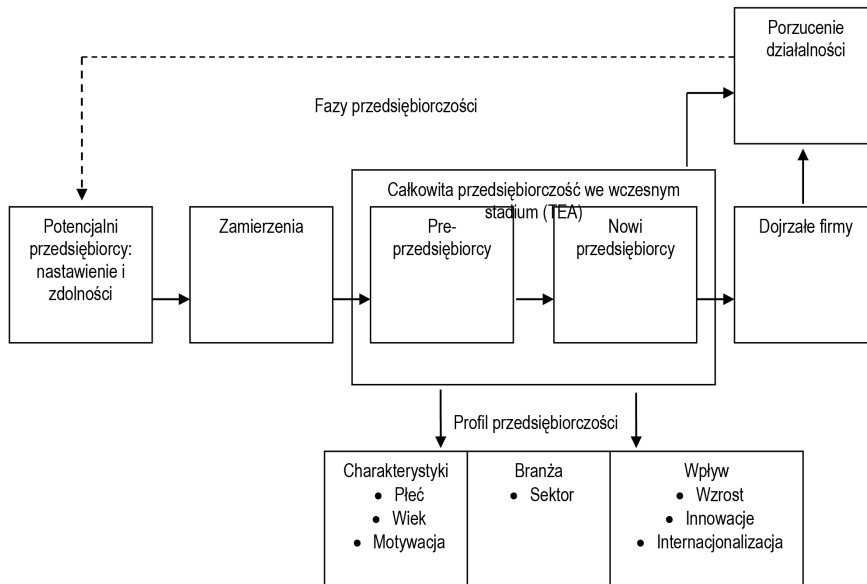 Porzucenie
działalności
Fazy przedsiębiorczości
Całkowita przedsiębiorczość we wczesnym
stadium (TEA)
Potencjalni
przedsiębiorcy:
nastawienie i
zdolności
Zamierzenia
Pre-
przedsiębiorcy
Nowi
przedsiębiorcy
Dojrzałe firmy
Profil przedsiębiorczości
Charakterystyki
• Płeć
• Wiek
• Motywacja
Branża
• Sektor
Wpływ
• Wzrost
• Innowacje
• Internacjonalizacja